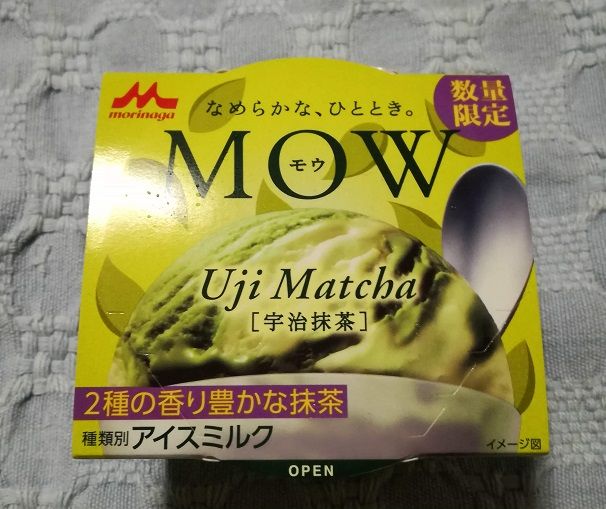 morinaga
なめらかな、ひととき。
数量
限定
MOW
モウ
Uji Matcha
[宇治抹茶]
2種の香り豊かな抹茶
種類別 アイスミルク
イメージ図
OPEN